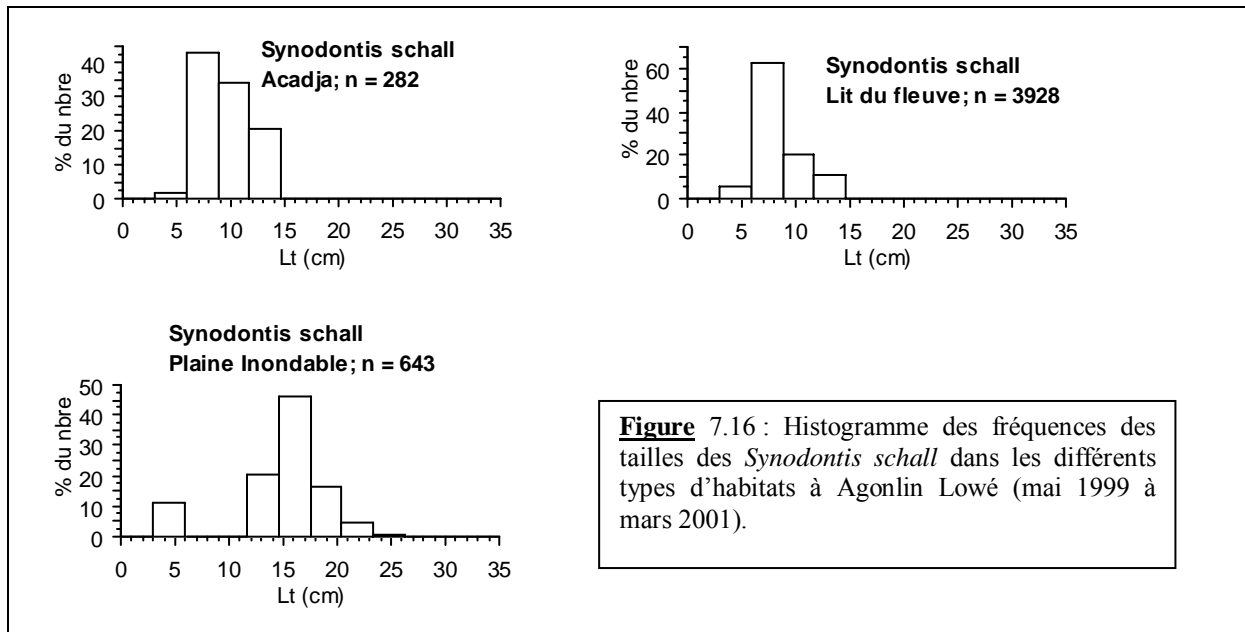 Synodontis schall
Acadja; n = 282
% du nbre
40
30
20
10
0
0 5 10 15 20 25 30 35
Lt (cm)
Synodontis schall
Lit du fleuve; n = 3928
% du nbre
60
40
20
0
0 5 10 15 20 25 30 35
Lt (cm)
Synodontis schall
Plaine Inondable; n = 643
% du nbre
50
40
30
20
10
0
0 5 10 15 20 25 30 35
Lt (cm)
Figure 7.16 : Histogramme des fréquences des
tailles des Synodontis schall dans les différents
types d’habitats à Agonlin Lowé (mai 1999 à
mars 2001).